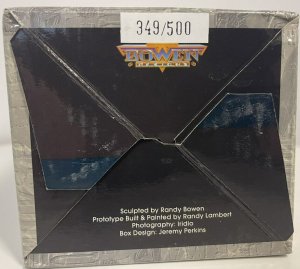 349/500
BOWEN
DESIGNS
Sculpted by Randy Bowen
Prototype Built & Painted by Randy Lambert
Photography: Iridio
Box Design: Jeremy Perkins